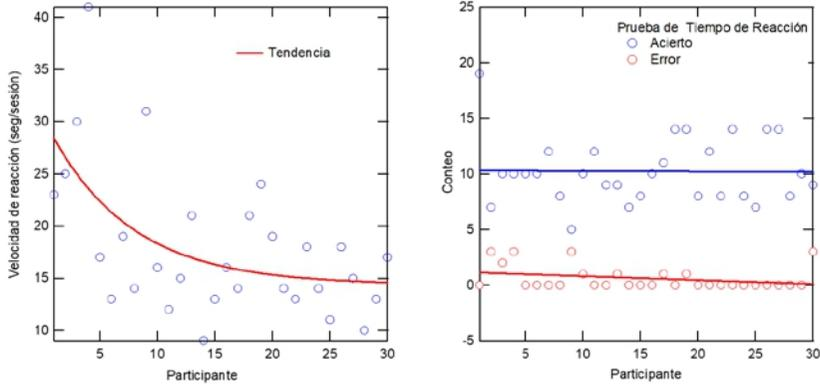 40
35
30
25
20
15
10
Velocidad de reacción (seg/sesión)
Tendencia
5 10 15 20 25 30
Participante
25
20
15
10
5
0
-5
Conteo
Prueba de Tiempo de Reacción
Acierto
Error
5 10 15 20 25 30
Participante